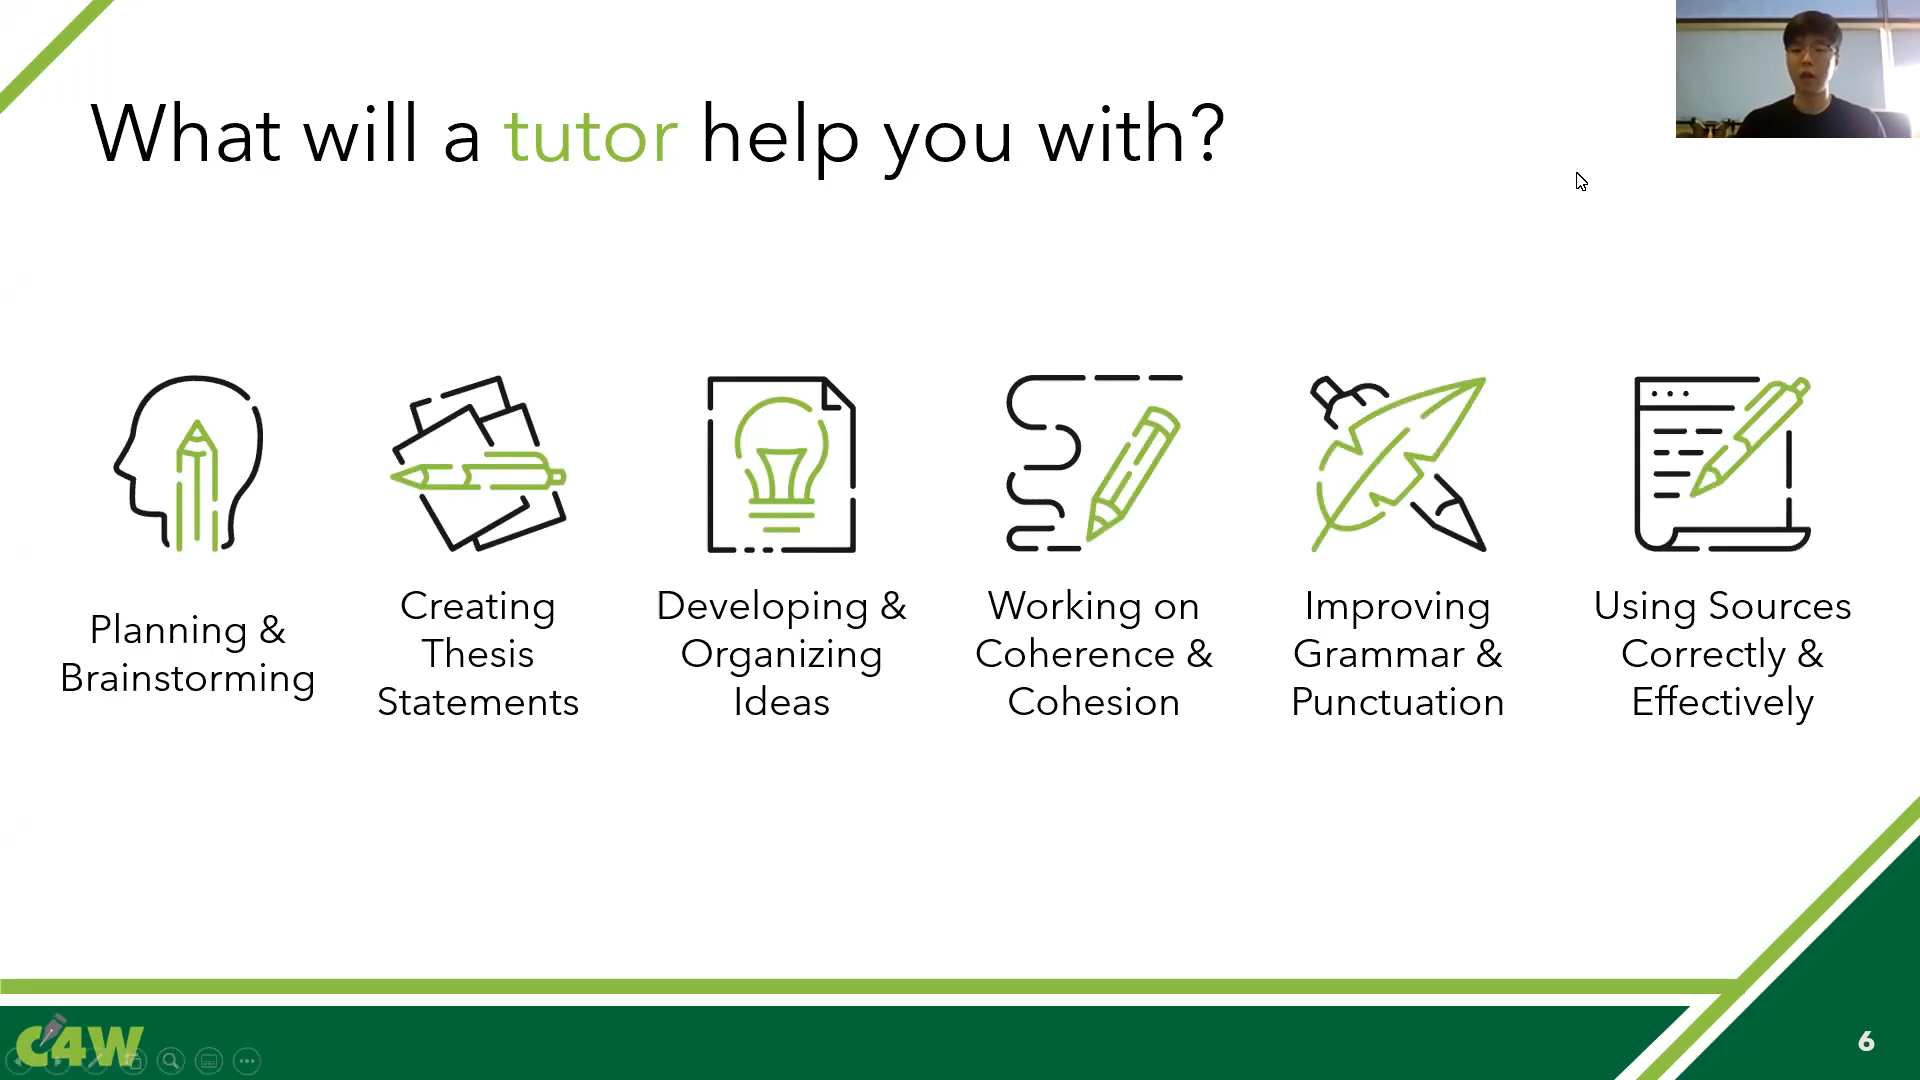 What will a tutor help you with?
Planning &
Brainstorming
Creating
Thesis
Statements
Developing &
Organizing
Ideas
Working on
Coherence &
Cohesion
Improving
Grammar &
Punctuation
Using Sources
Correctly &
Effectively
C4W
6